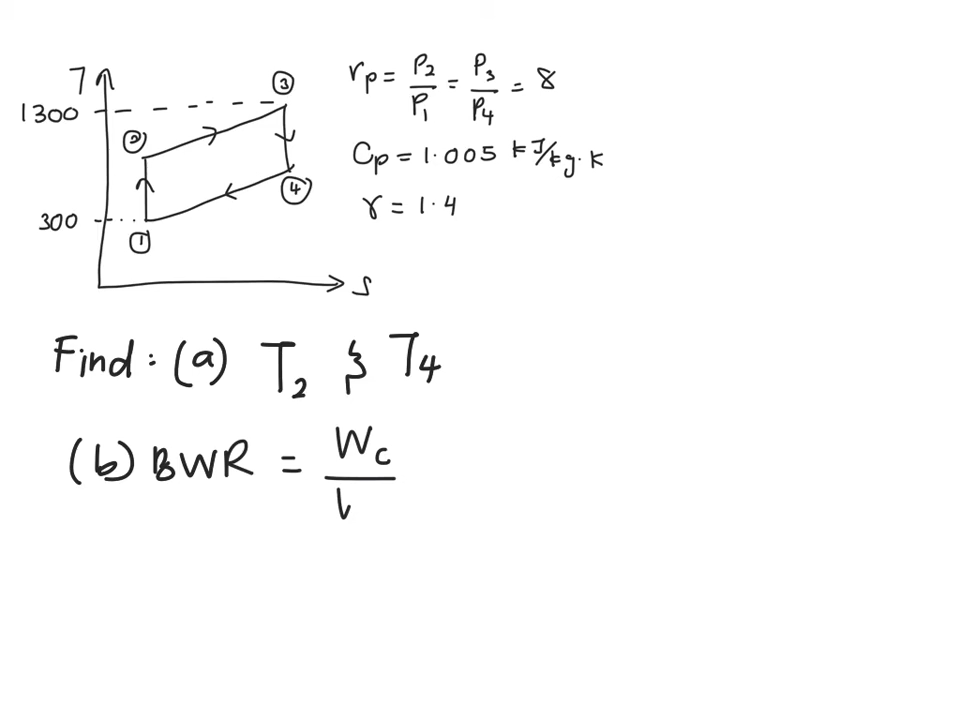 T
1300
③
②
④
300
①
s
rp = P2/P1 = P3/P4 = 8
Cp = 1.005 kJ/kg.K
γ = 1.4
Find : (a) T2 & T4
(b) BWR = Wc